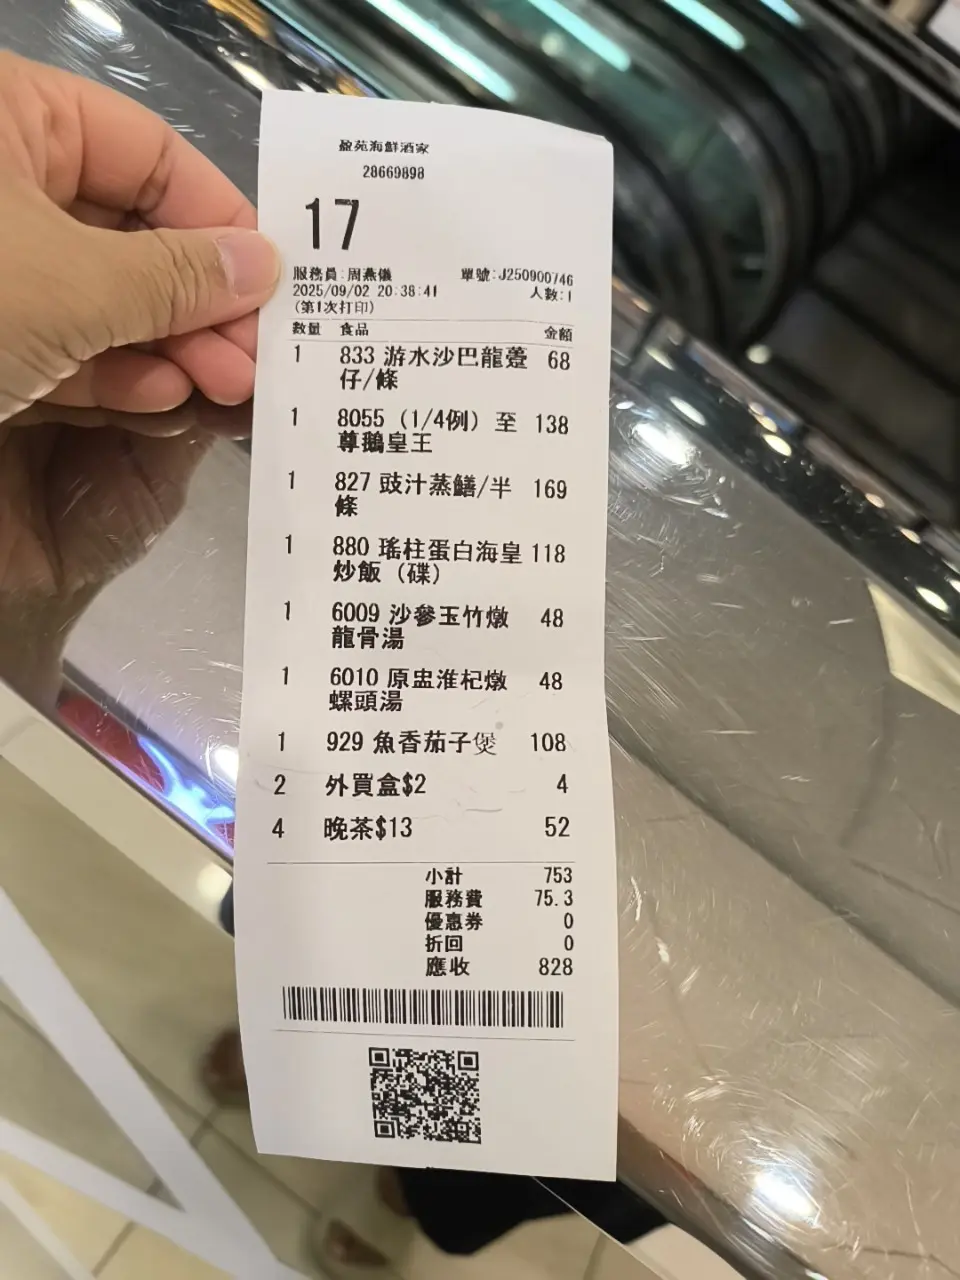 盈苑海鮮酒家
28669898
17
服務員:周燕儀 單號:J250900746
2025/09/02 20:38:41 人數:1
(第1次打印)
數量 食品 金額
1 833 游水沙巴龍躉 68
仔/條
1 8055 (1/4例) 至 138
尊鵝皇王
1 827 豉汁蒸鱔/半 169
條
1 880 瑤柱蛋白海皇 118
炒飯 (碟)
1 6009 沙參玉竹燉 48
龍骨湯
1 6010 原盅淮杞燉 48
螺頭湯
1 929 魚香茄子煲 108
2 外買盒$2 4
4 晚茶$13 52
小計 753
服務費 75.3
優惠券 0
折回 0
應收 828